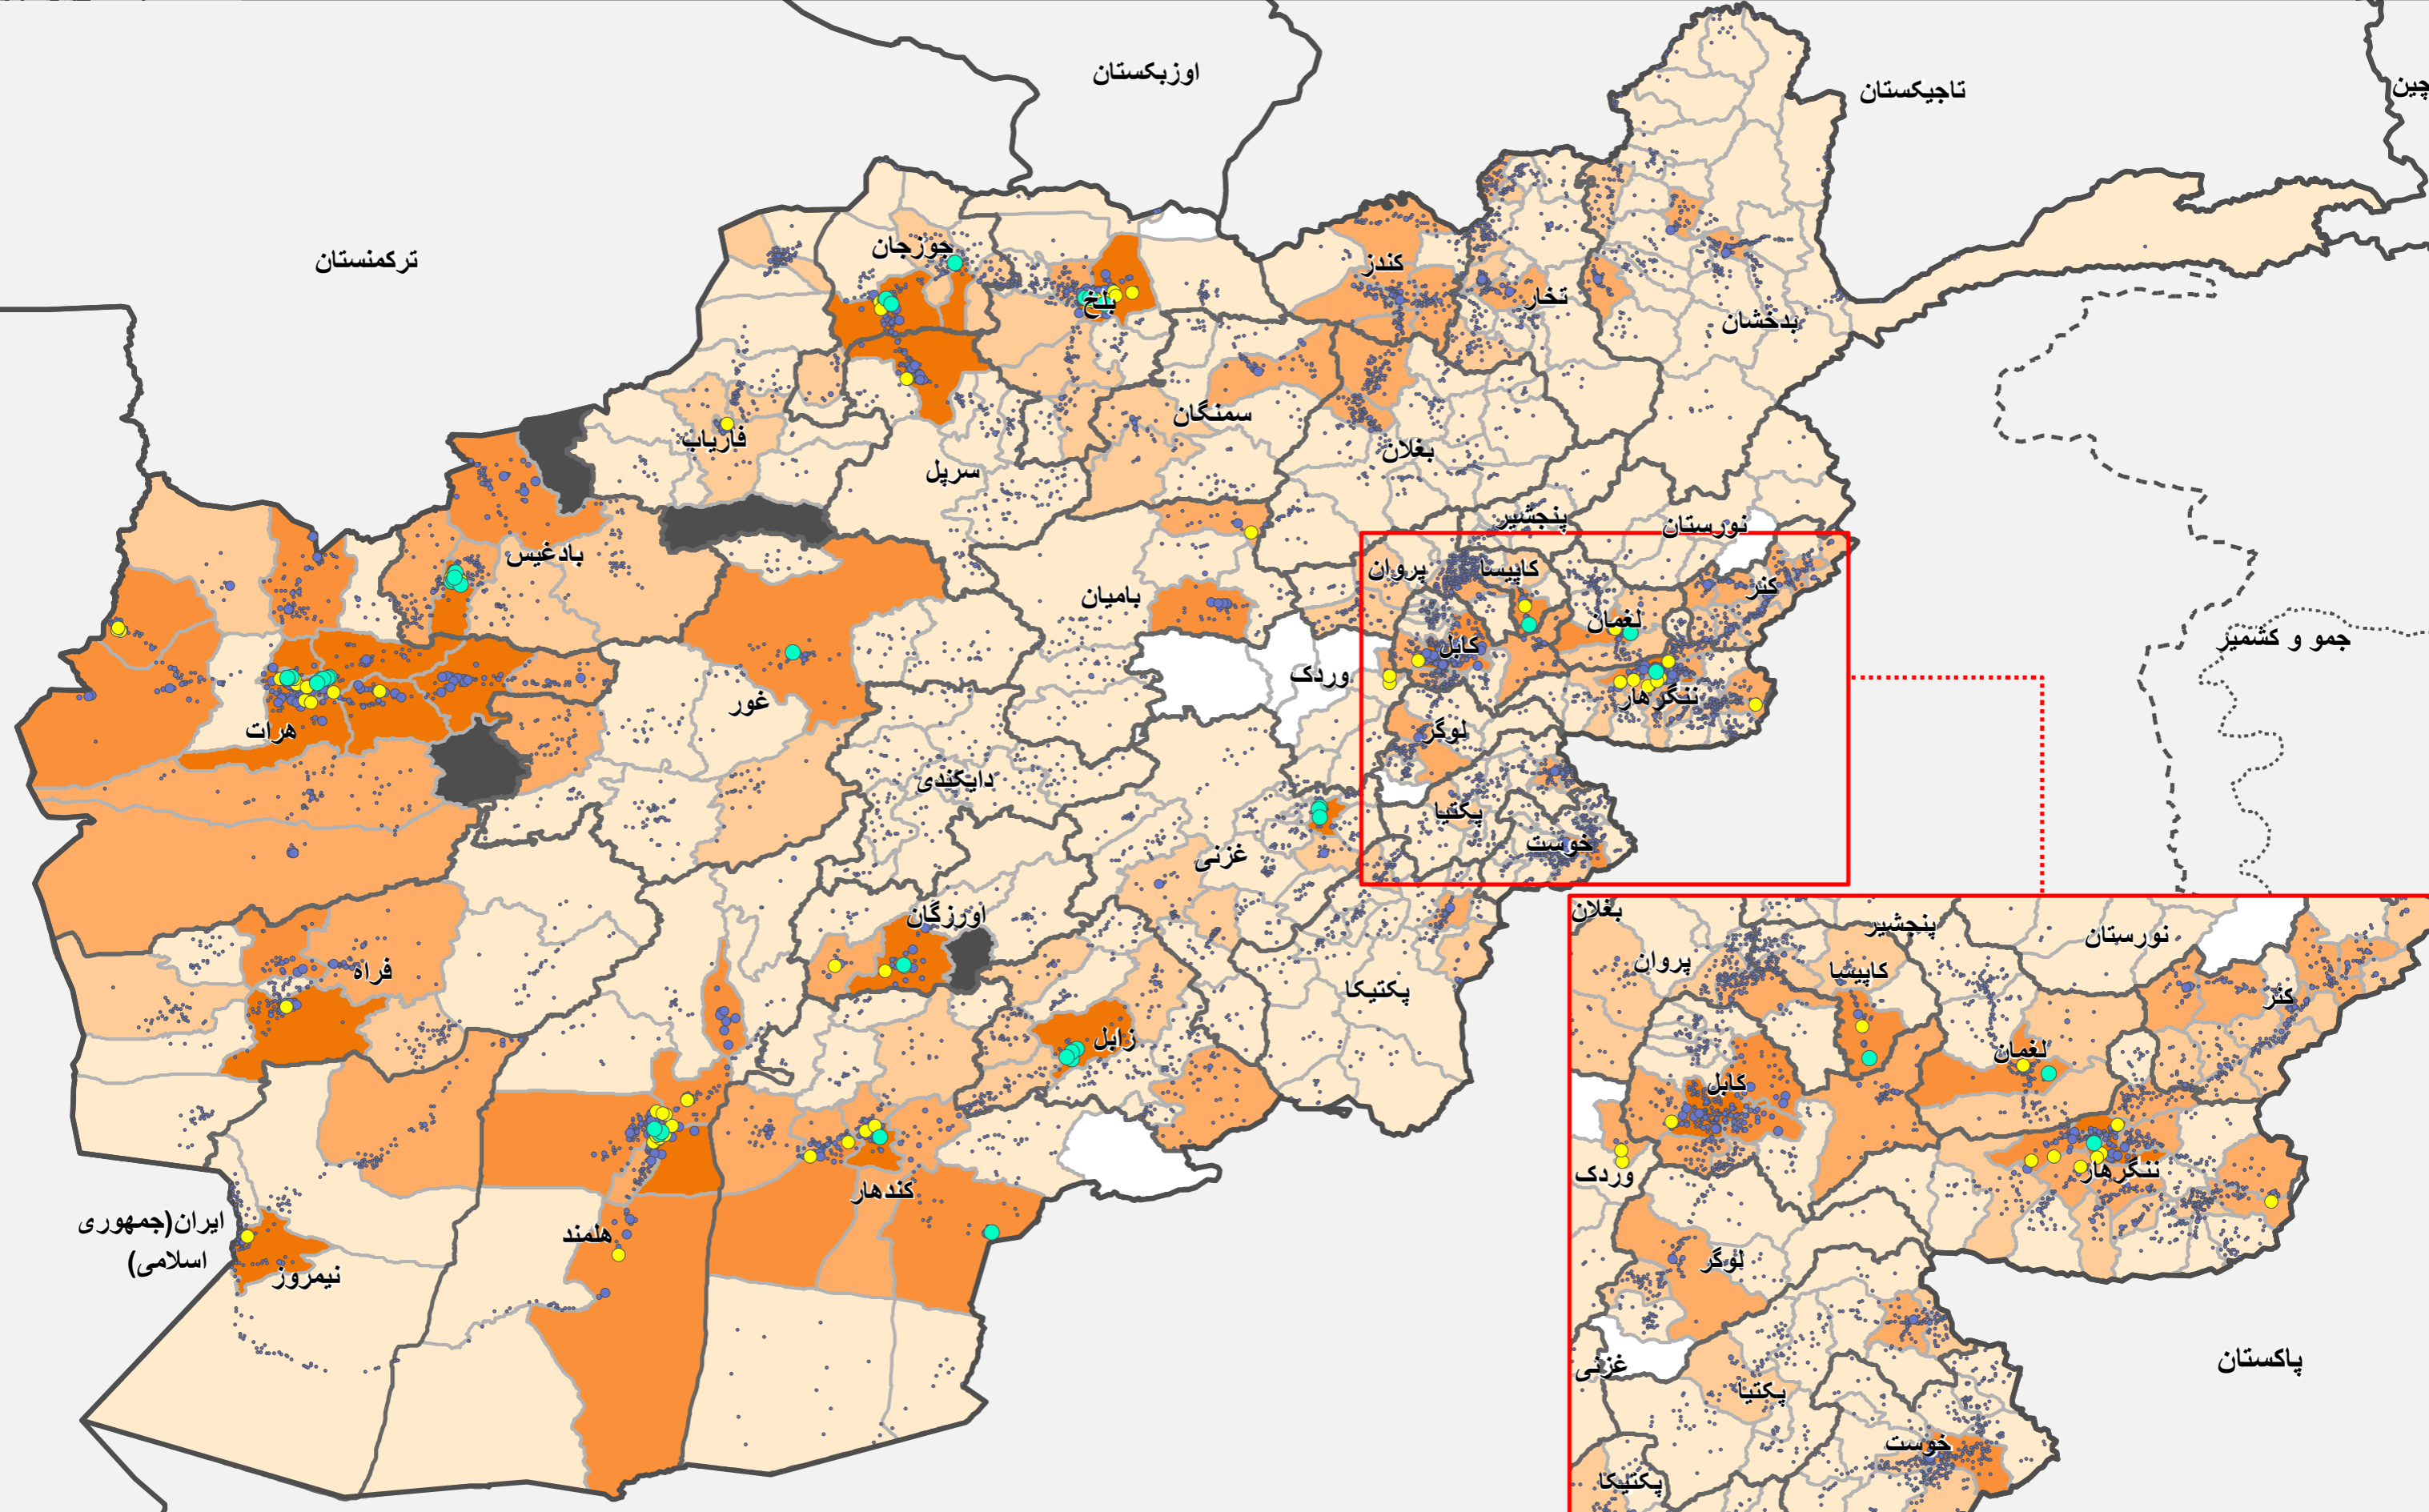 اوزبکستان
تاجیکستان
چین
ترکمنستان
جوزجان
بلخ
کندز
تخار
بدخشان
فاریاب
سمنگان
سرپل
بغلان
بادغیس
پنجشیر
نورستان
پروان
کاپیسا
کنر
بامیان
لغمان
کابل
جمو و کشمیر
وردک
ننگرهار
غور
هرات
لوگر
دایکندی
پکتیا
خوست
غزنی
اورزگان
فراه
پکتیکا
زابل
کندهار
هلمند
ایران(جمهوری
اسلامی)
نیمروز
بغلان
پنجشیر
نورستان
پروان
کاپیسا
کنر
لغمان
کابل
ننگرهار
وردک
لوگر
غزنی
پکتیا
خوست
پکتیکا
پاکستان